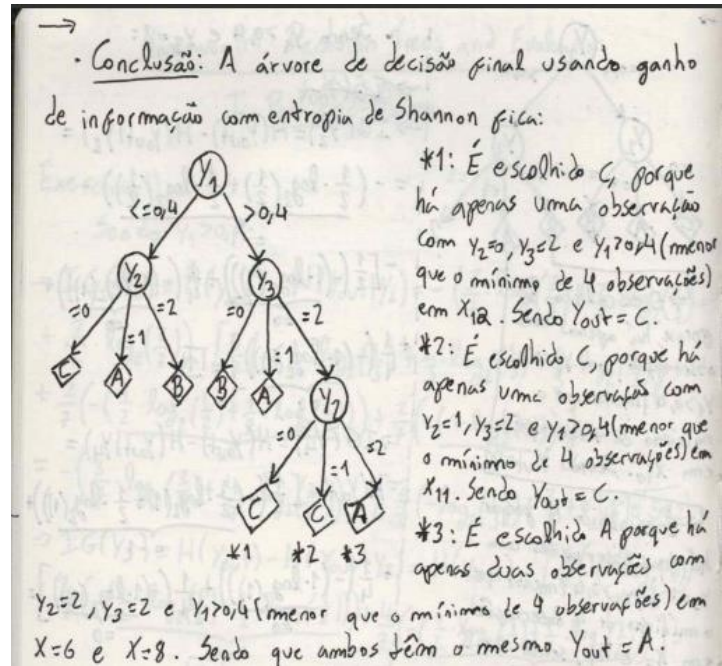 →
· Conclusão: A árvore de decisão final usando ganho
de informação com entropia de Shannon fica:
Y1
<=0,4 >0,4
Y2 Y3
=0 =1 =2 =0 =1 =2
C A B B A Y2
=0 =1 =2
C C A
*1 *2 *3
*1: É escolhido C, porque
há apenas uma observação
com Y2=0, Y3=2 e Y1>0,4 (menor
que o mínimo de 4 observações)
em X12. Sendo Yout = C.
*2: É escolhido C, porque há
apenas uma observação com
Y2=1, Y3=2 e Y1>0,4 (menor que
o mínimo de 4 observações) em
X11. Sendo Yout = C.
*3: É escolhido A porque há
apenas duas observações com
Y2=2, Y3=2 e Y1>0,4 (menor que o mínimo de 4 observações) em
X=6 e X=8. Sendo que ambos têm o mesmo Yout = A.